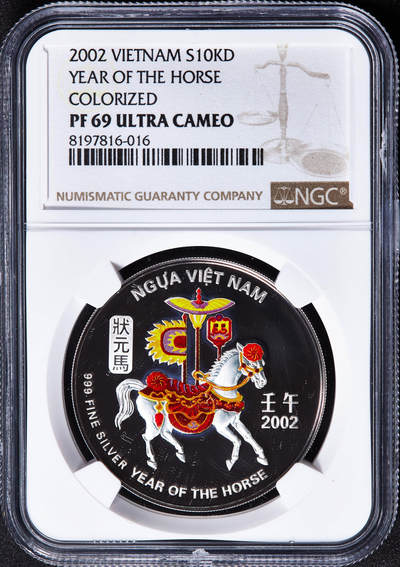 2002 VIETNAM S10KD
YEAR OF THE HORSE
COLORIZED
PF 69 ULTRA CAMEO
8197816-016
NUMISMATIC GUARANTY COMPANY NGC®
NGỰA VIỆT NAM
狀元馬
壬午
2002
999 FINE SILVER YEAR OF THE HORSE